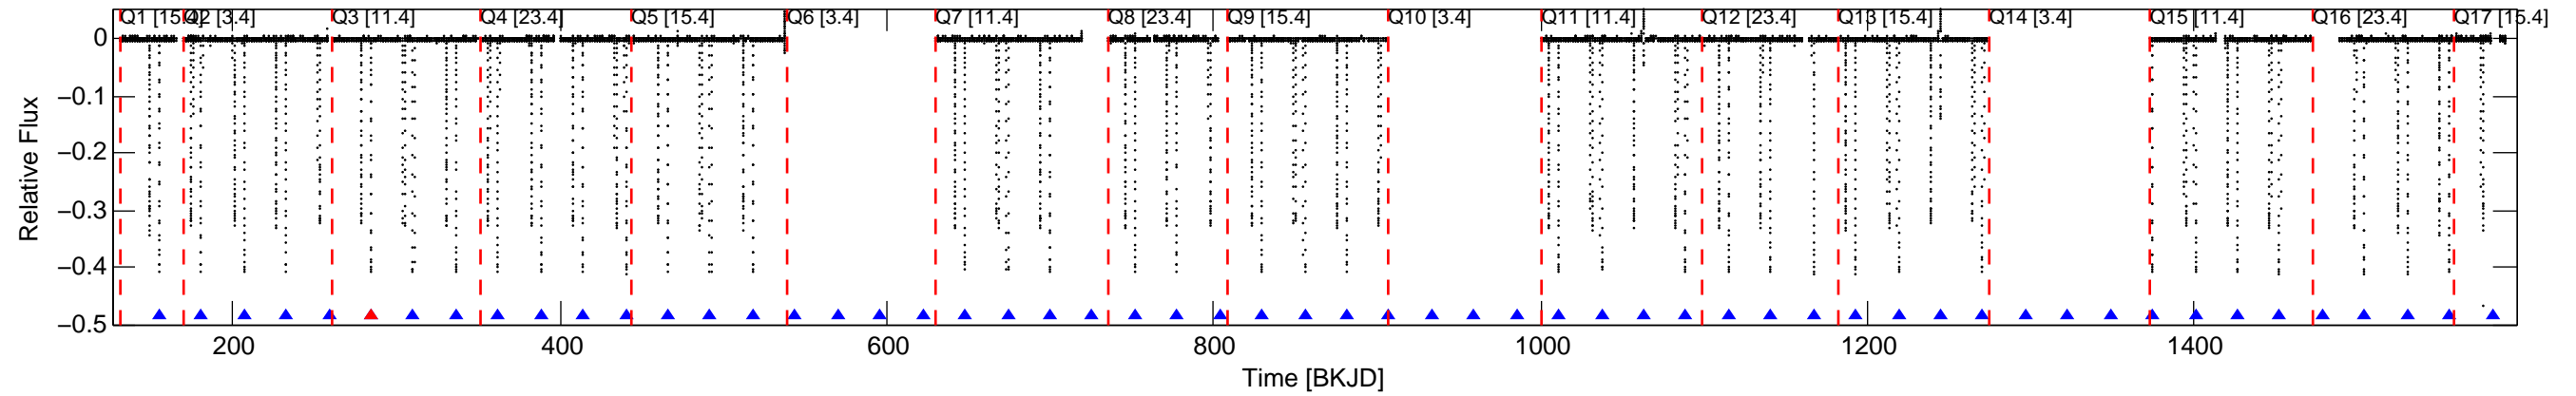 Q1 [15.4] Q2 [3.4] Q3 [11.4] Q4 [23.4] Q5 [15.4] Q6 [3.4] Q7 [11.4] Q8 [23.4] Q9 [15.4] Q10 [3.4] Q11 [11.4] Q12 [23.4] Q13 [15.4] Q14 [3.4] Q15 [11.4] Q16 [23.4] Q17 [15.4]
0
−0.1
−0.2
−0.3
−0.4
−0.5
Relative Flux
200 400 600 800 1000 1200 1400
Time [BKJD]